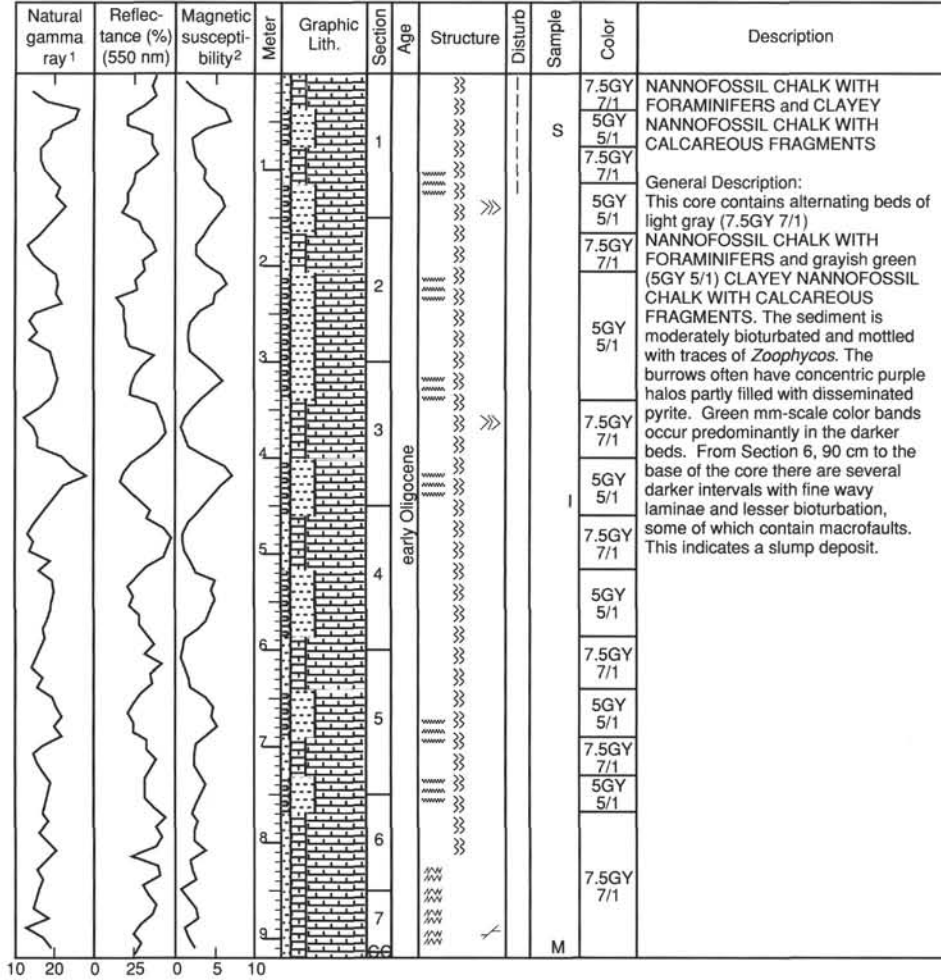 Natural
gamma
ray 1
Reflec-
tance (%)
(550 nm)
Magnetic
suscepti-
bility2
Meter
Graphic
Lith.
Section
Age
Structure
Disturb
Sample
Color
Description
1
2
3
4
5
6
7
8
9
1
2
3
4
5
6
7
CC
early Oligocene
S
I
M
7.5GY
7/1
5GY
5/1
7.5GY
7/1
5GY
5/1
7.5GY
7/1
5GY
5/1
7.5GY
7/1
5GY
5/1
7.5GY
7/1
5GY
5/1
7.5GY
7/1
5GY
5/1
7.5GY
7/1
5GY
5/1
7.5GY
7/1
NANNOFOSSIL CHALK WITH
FORAMINIFERS and CLAYEY
NANNOFOSSIL CHALK WITH
CALCAREOUS FRAGMENTS
General Description:
This core contains alternating beds of
light gray (7.5GY 7/1)
NANNOFOSSIL CHALK WITH
FORAMINIFERS and grayish green
(5GY 5/1) CLAYEY NANNOFOSSIL
CHALK WITH CALCAREOUS
FRAGMENTS. The sediment is
moderately bioturbated and mottled
with traces of Zoophycos. The
burrows often have concentric purple
halos partly filled with disseminated
pyrite. Green mm-scale color bands
occur predominantly in the darker
beds. From Section 6, 90 cm to the
base of the core there are several
darker intervals with fine wavy
laminae and lesser bioturbation,
some of which contain macrofaults.
This indicates a slump deposit.
10 20 0 25 0 5 10